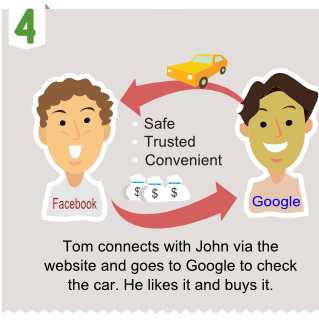 4
Safe
Trusted
Convenient
$ $ $
Facebook
Google
Tom connects with John via the
website and goes to Google to check
the car. He likes it and buys it.